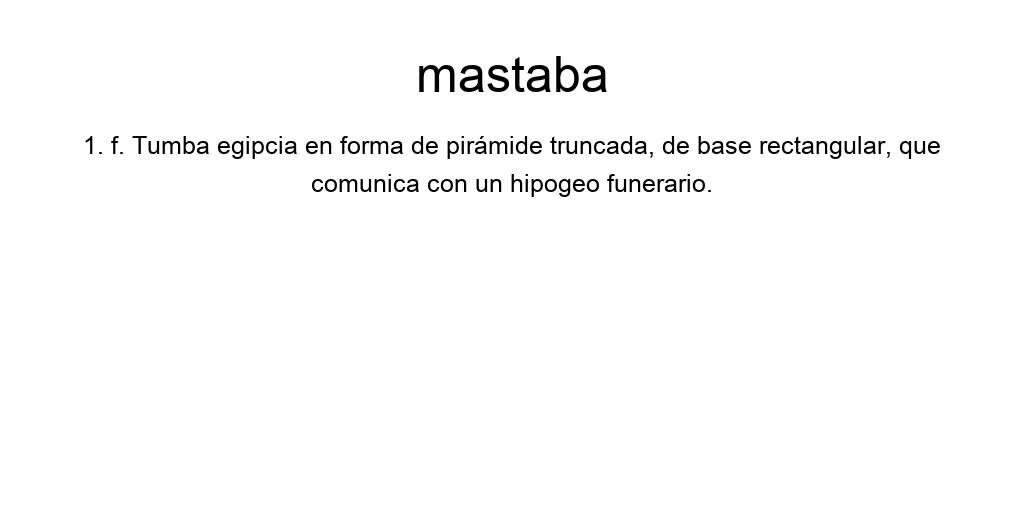 mastaba
1. f. Tumba egipcia en forma de pirámide truncada, de base rectangular, que
comunica con un hipogeo funerario.